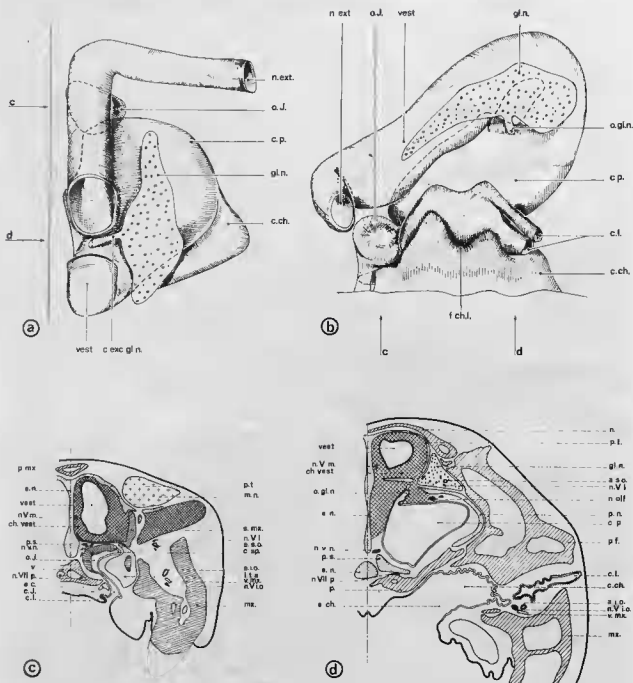 n.ext.
o.J.
c.p.
gl.n.
c.ch.
c
d
vest
c exc gl n.
a
n ext
o.J.
vest
gl.n.
o.gl.n.
c p.
c.l.
c.ch.
f ch.l.
c
d
b
p mx
s.n.
vest
n V m.
ch. vest.
p.s.
o.J.
v
n. VII p.
e c.
c.J.
c.l.
p.t
m.n.
s. mx.
n.V l
a.s.o.
c sp.
a.i.o.
v. mx.
n.V i.o
mx.
c
vest
n. V m.
ch vest
o.gl n
s n.
n v n.
p.s.
s. n.
n VII p
p.
s ch.
n.
p.t.
gl.n.
a s o.
n.V l
n olf
p.n.
c p
p f.
c.l.
c.ch.
a i.o.
n.V i.o.
v. mx.
mx.
d